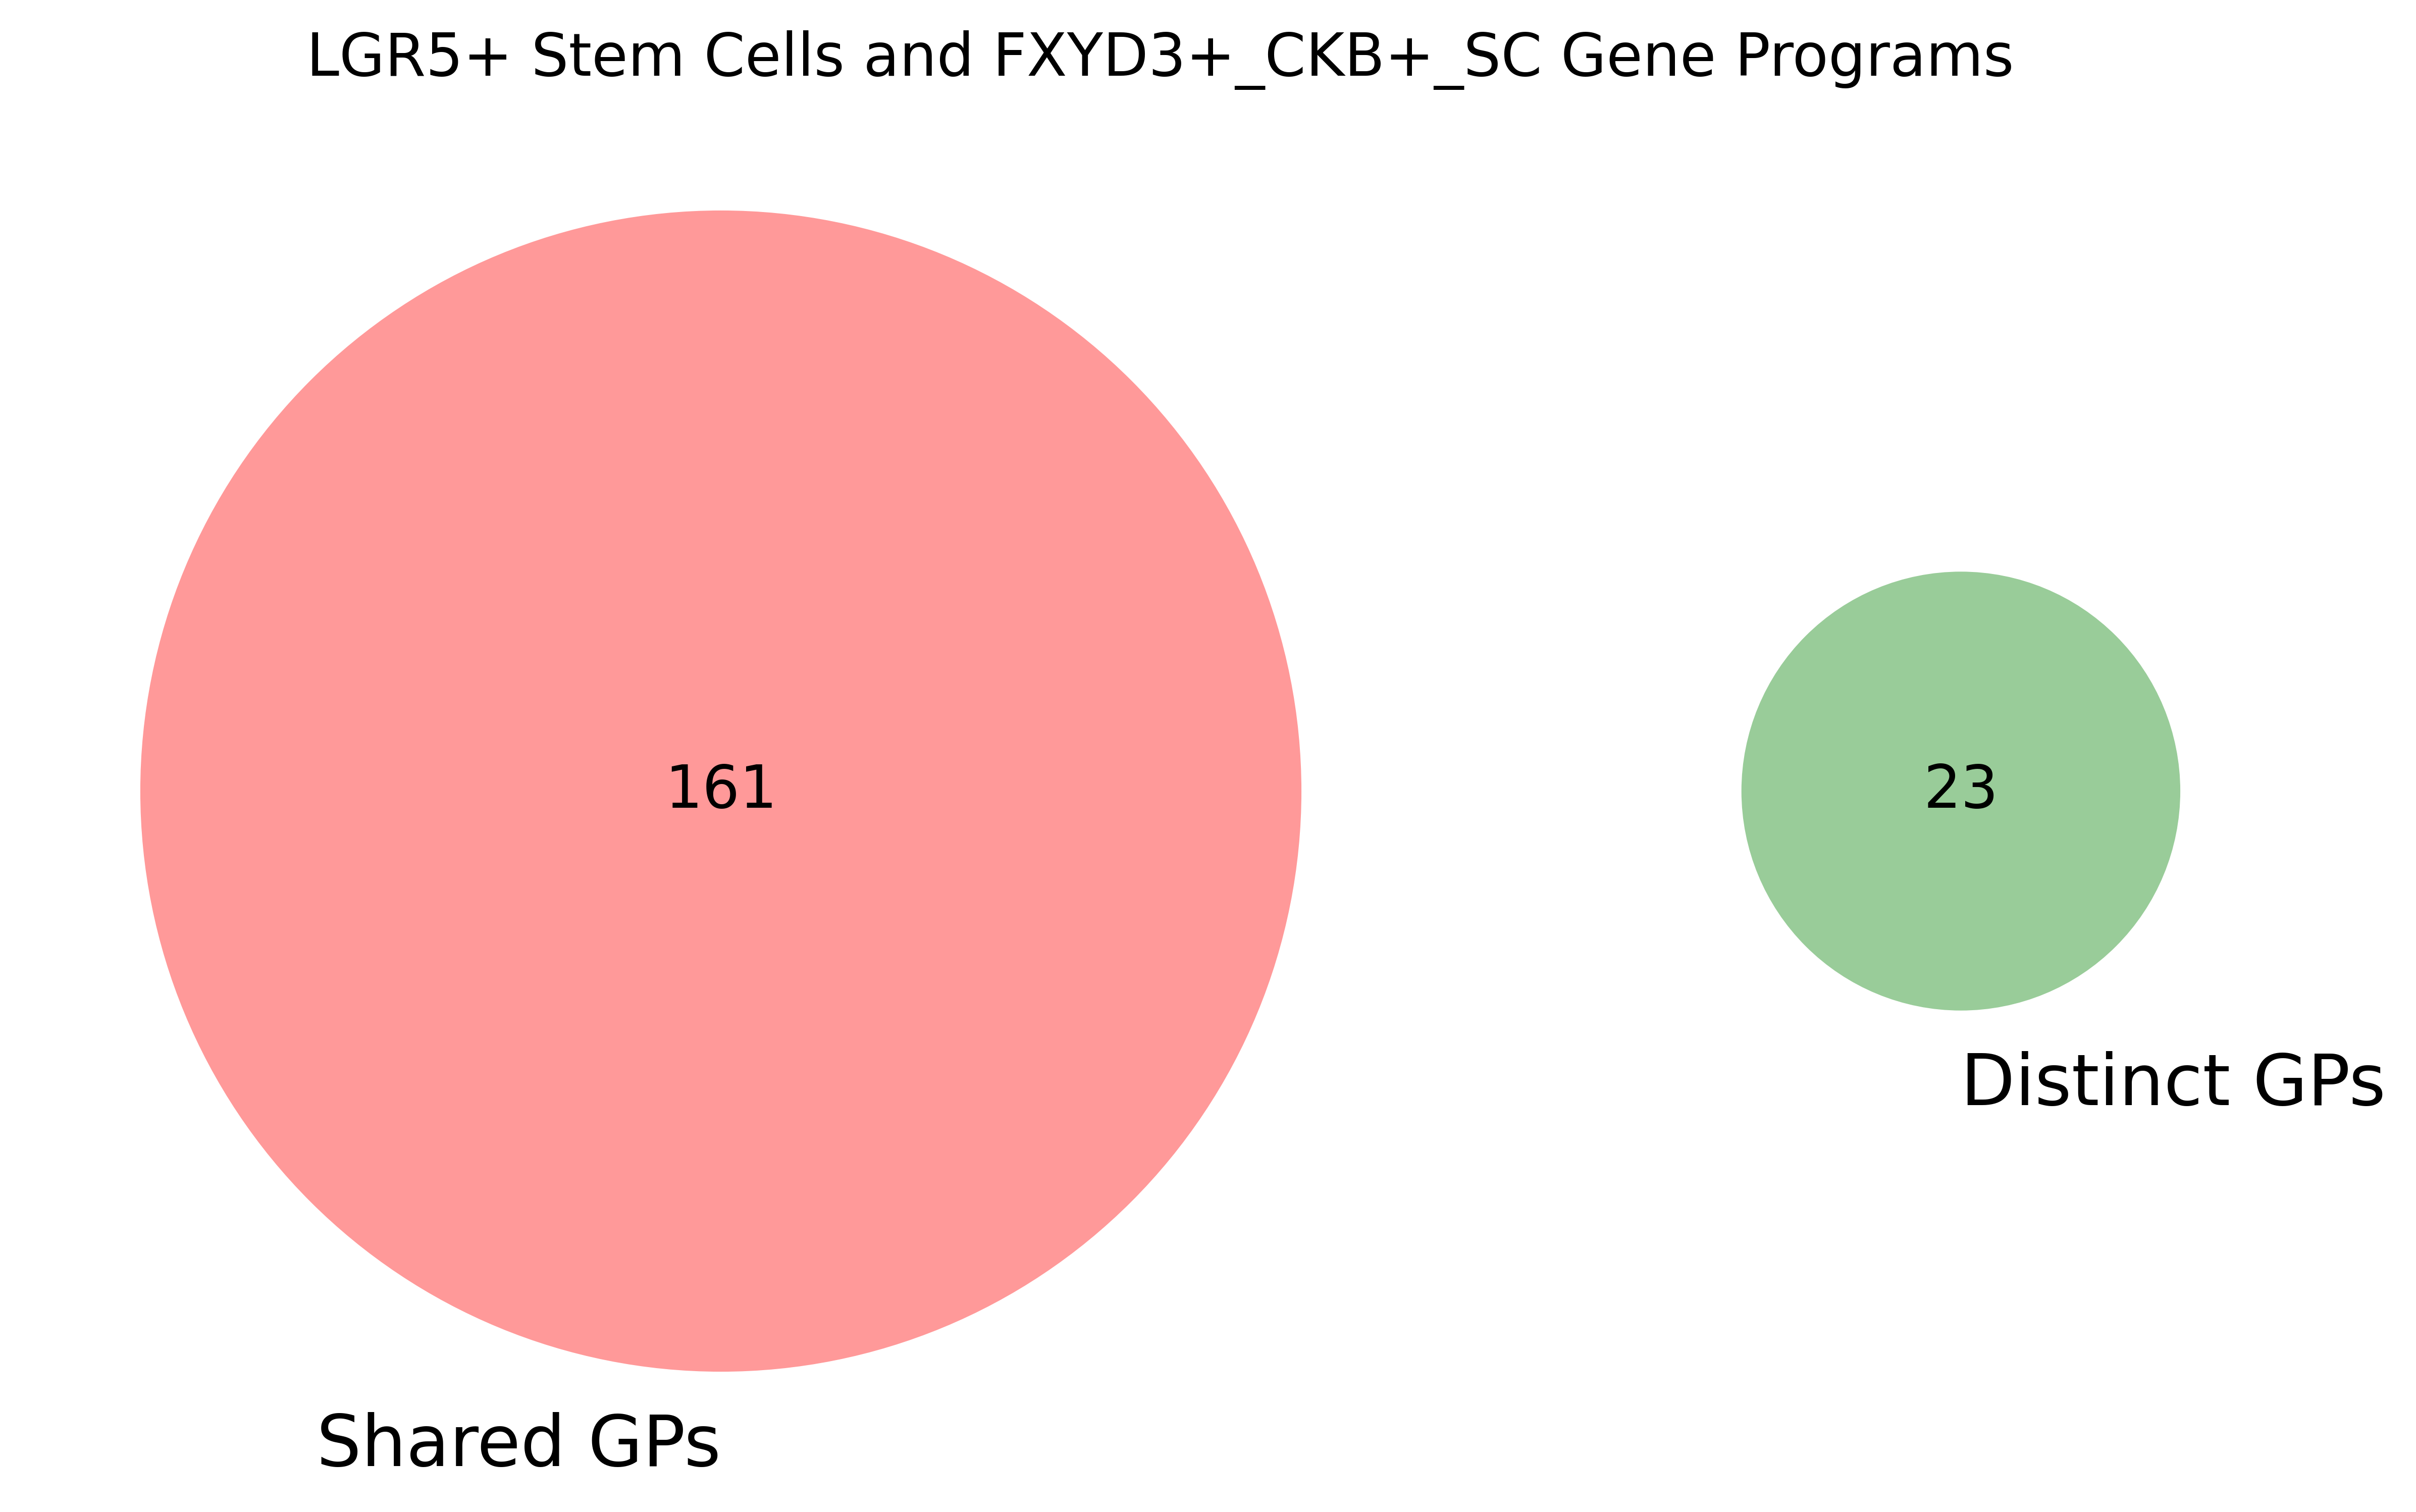 LGR5+ Stem Cells and FXYD3+_CKB+_SC Gene Programs
161
23
Distinct GPs
Shared GPs